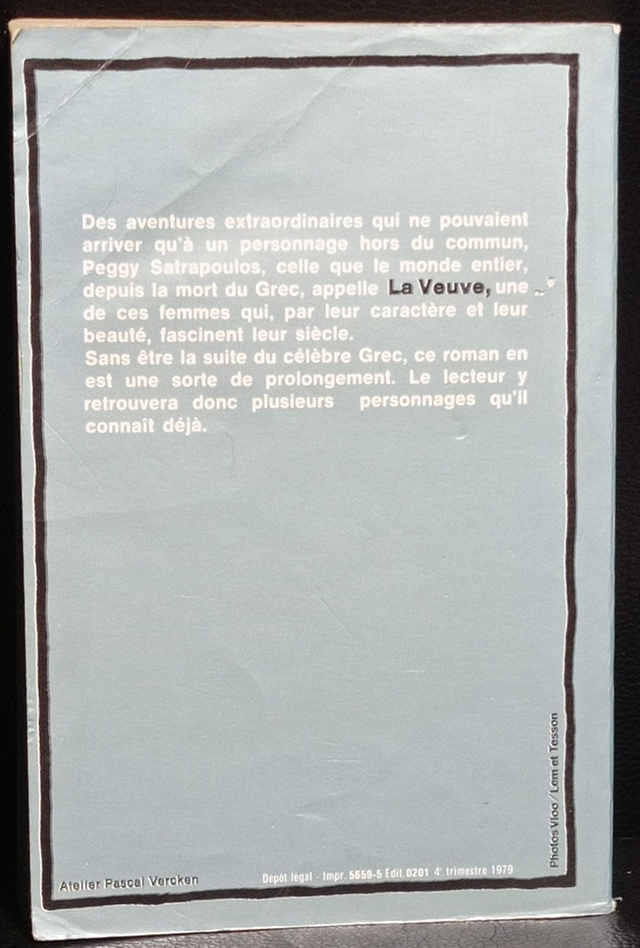 Des aventures extraordinaires qui ne pouvaient
arriver qu'à un personnage hors du commun,
Peggy Satrapoulos, celle que le monde entier,
depuis la mort du Grec, appelle La Veuve, une
de ces femmes qui, par leur caractère et leur
beauté, fascinent leur siècle.
Sans être la suite du célèbre Grec, ce roman en
est une sorte de prolongement. Le lecteur y
retrouvera donc plusieurs personnages qu'il
connaît déjà.
Photos Vloo / Lem et Tesson
Atelier Pascal Vercken
Dépôt légal - Impr. 5659-5 Edit. 0201 4e trimestre 1979